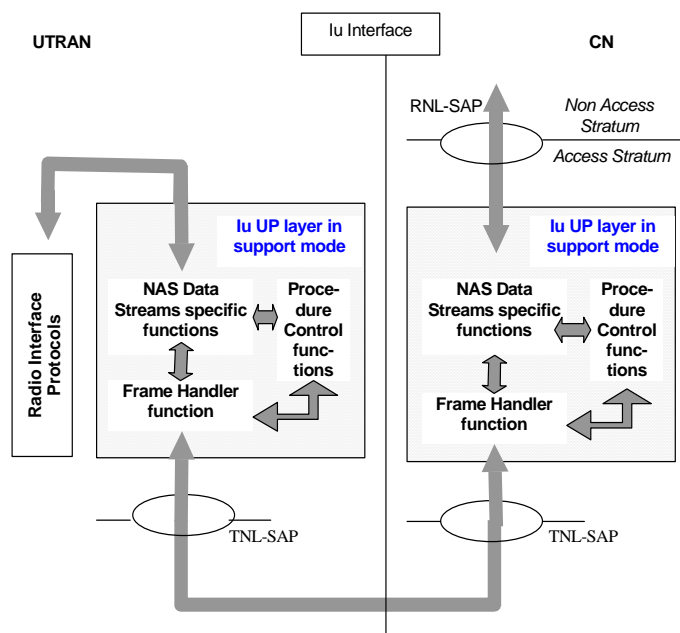 UTRAN
Iu Interface
CN
RNL-SAP
Non Access
Stratum
Access Stratum
Iu UP layer in
support mode
NAS Data
Streams specific
functions
Proce-
dure
Control
func-
tions
Frame Handler
function
Radio Interface
Protocols
TNL-SAP
Iu UP layer in
support mode
NAS Data
Streams specific
functions
Proce-
dure
Control
func-
tions
Frame Handler
function
TNL-SAP